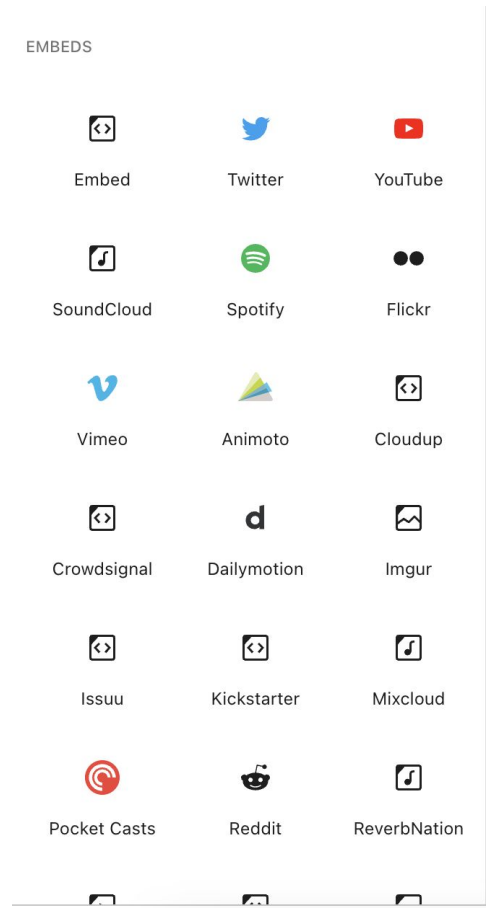 EMBEDS
Embed Twitter YouTube
SoundCloud Spotify Flickr
Vimeo Animoto Cloudup
Crowdsignal Dailymotion Imgur
Issuu Kickstarter Mixcloud
Pocket Casts Reddit ReverbNation